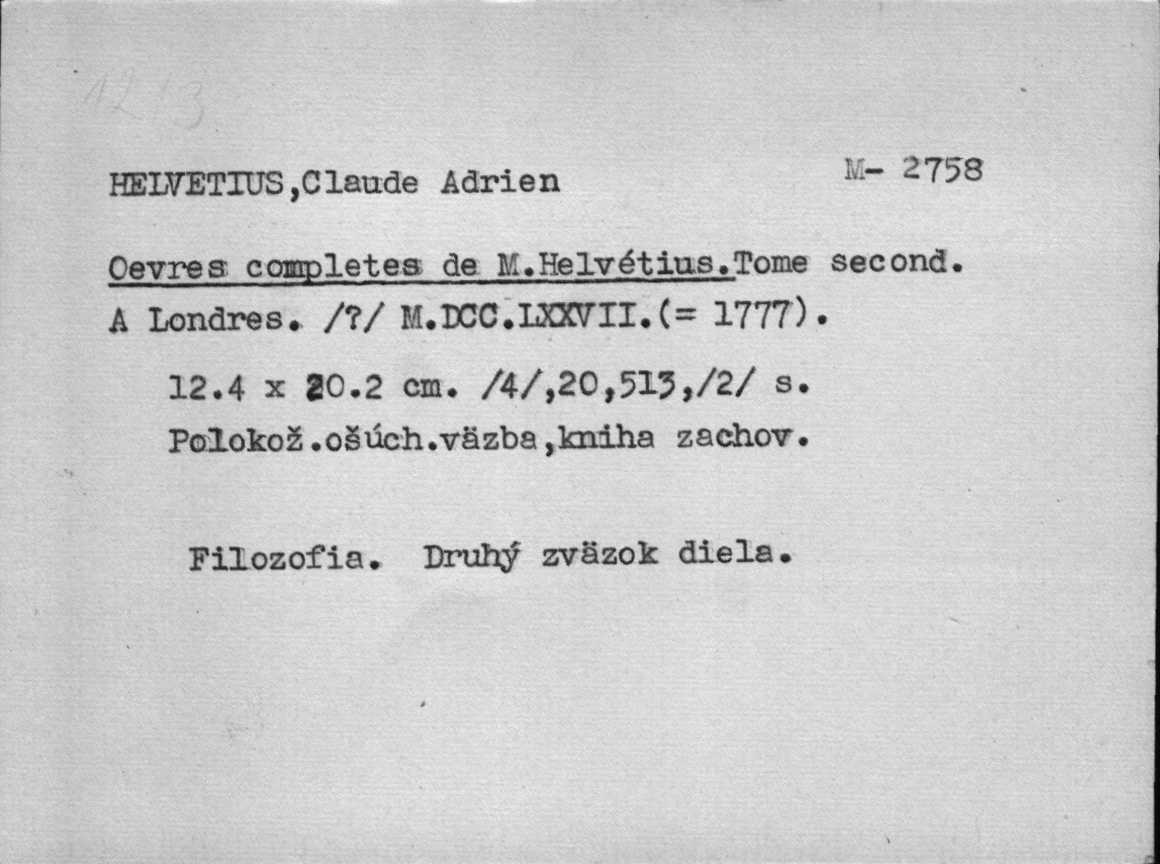 HELVETIUS,Claude Adrien M- 2758
Oevres completes de M.Helvétius.Tome second.
A Londres. /?/ M.DCC.LXXVII.(= 1777).
12.4 x 20.2 cm. /4/,20,513,/2/ s.
Polokož.ošúch.väzba,kniha zachov.
Filozofia. Druhý zväzok diela.